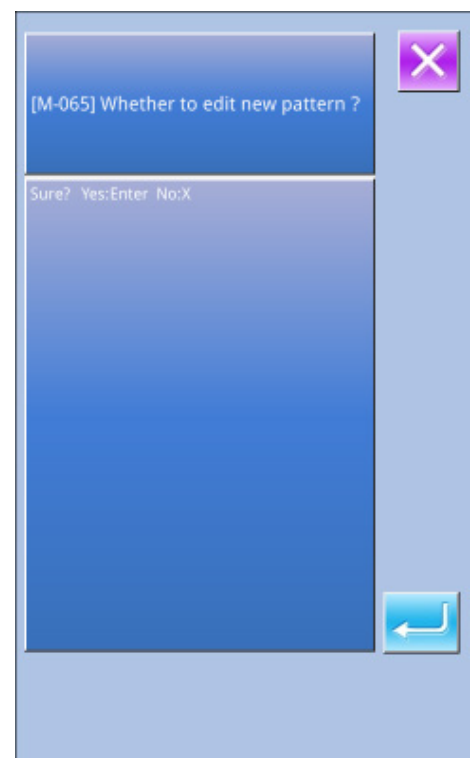 [M-065] Whether to edit new pattern ?
Sure? Yes:Enter No:X